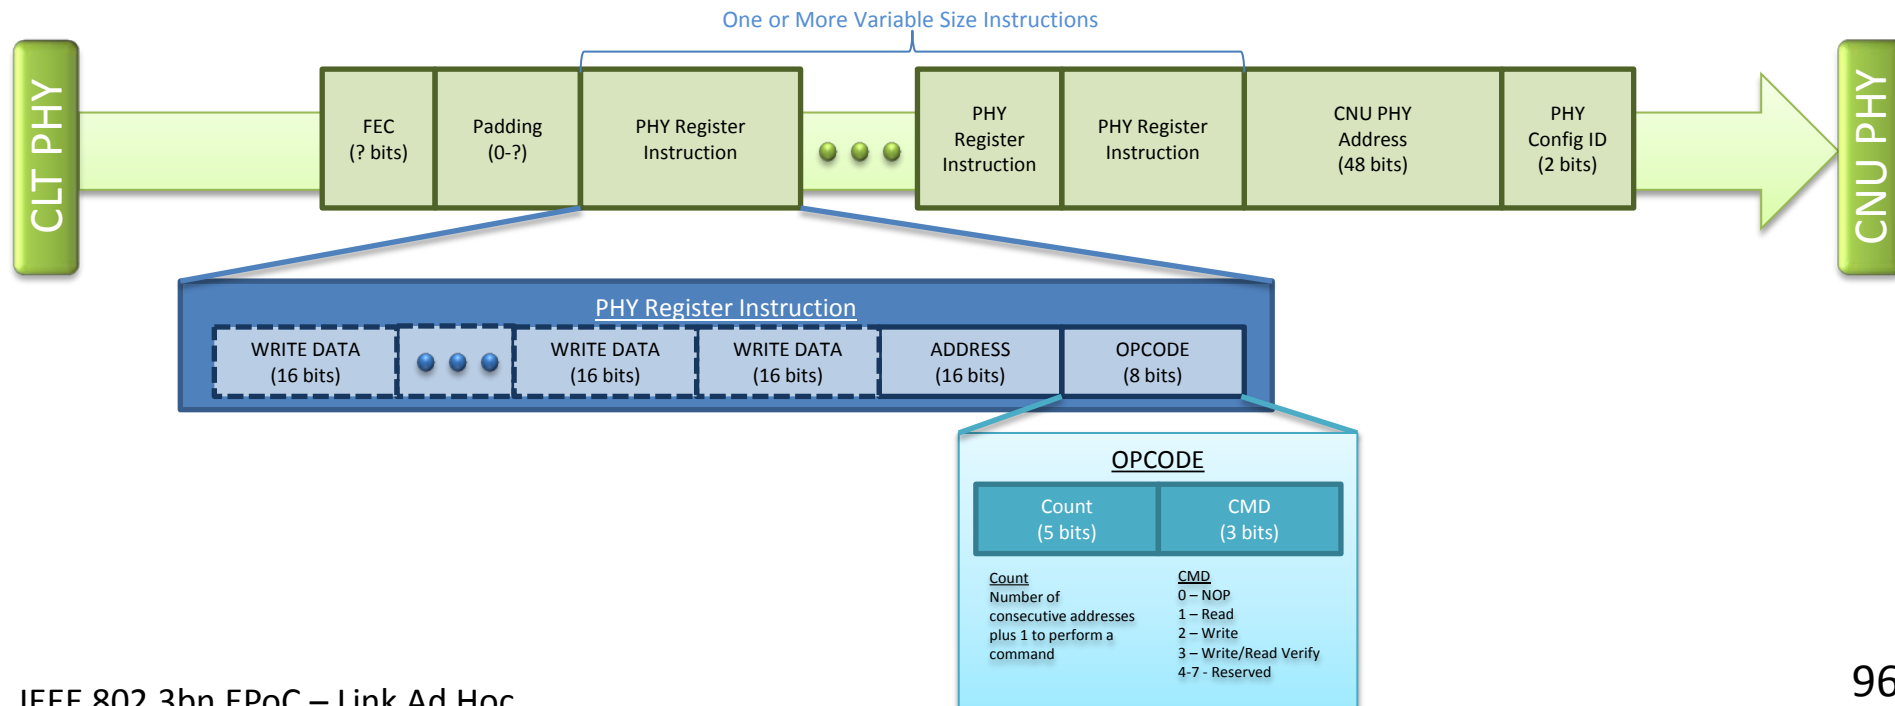 One or More Variable Size Instructions
CLT PHY
FEC
(? bits)
Padding
(0-?)
PHY Register
Instruction
PHY
Register
Instruction
PHY Register
Instruction
CNU PHY
Address
(48 bits)
PHY
Config ID
(2 bits)
CNU PHY
PHY Register Instruction
WRITE DATA
(16 bits)
WRITE DATA
(16 bits)
WRITE DATA
(16 bits)
ADDRESS
(16 bits)
OPCODE
(8 bits)
OPCODE
Count
(5 bits)
CMD
(3 bits)
Count
Number of
consecutive addresses
plus 1 to perform a
command
CMD
0 – NOP
1 – Read
2 – Write
3 – Write/Read Verify
4-7 - Reserved
IEEE 802.3bn EPoC – Link Ad Hoc
96